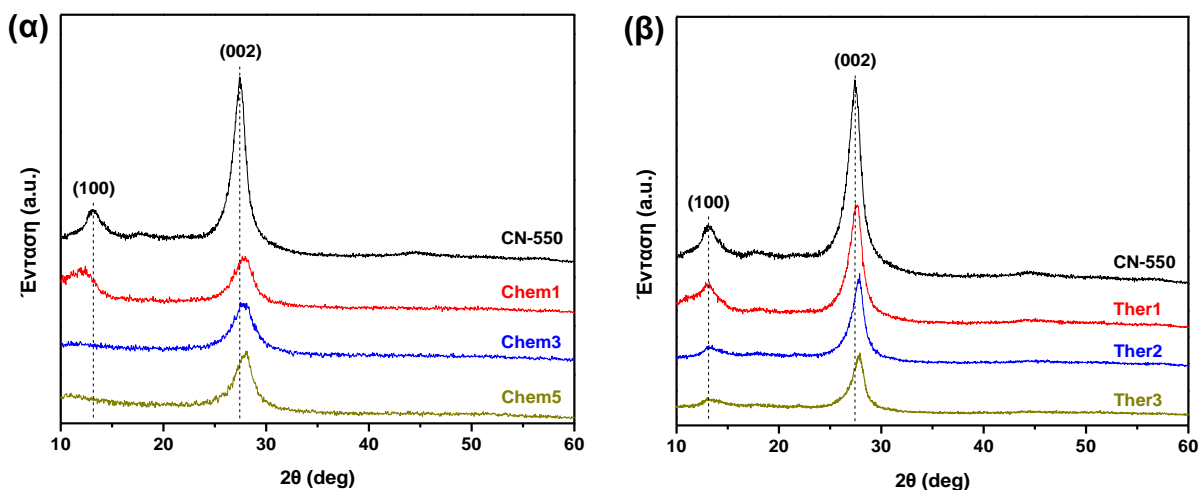 (α)
(002)
(100)
CN-550
Chem1
Chem3
Chem5
Ένταση (a.u.)
10 20 30 40 50 60
2θ (deg)
(β)
(002)
(100)
CN-550
Ther1
Ther2
Ther3
Ένταση (a.u.)
10 20 30 40 50 60
2θ (deg)